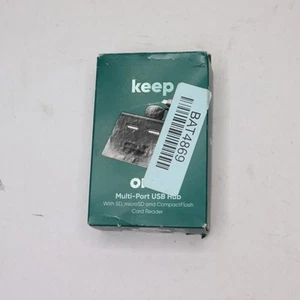 keep
BAT4869
Multi-Port USB Hub
With SD, microSD and CompactFlash
Card Reader